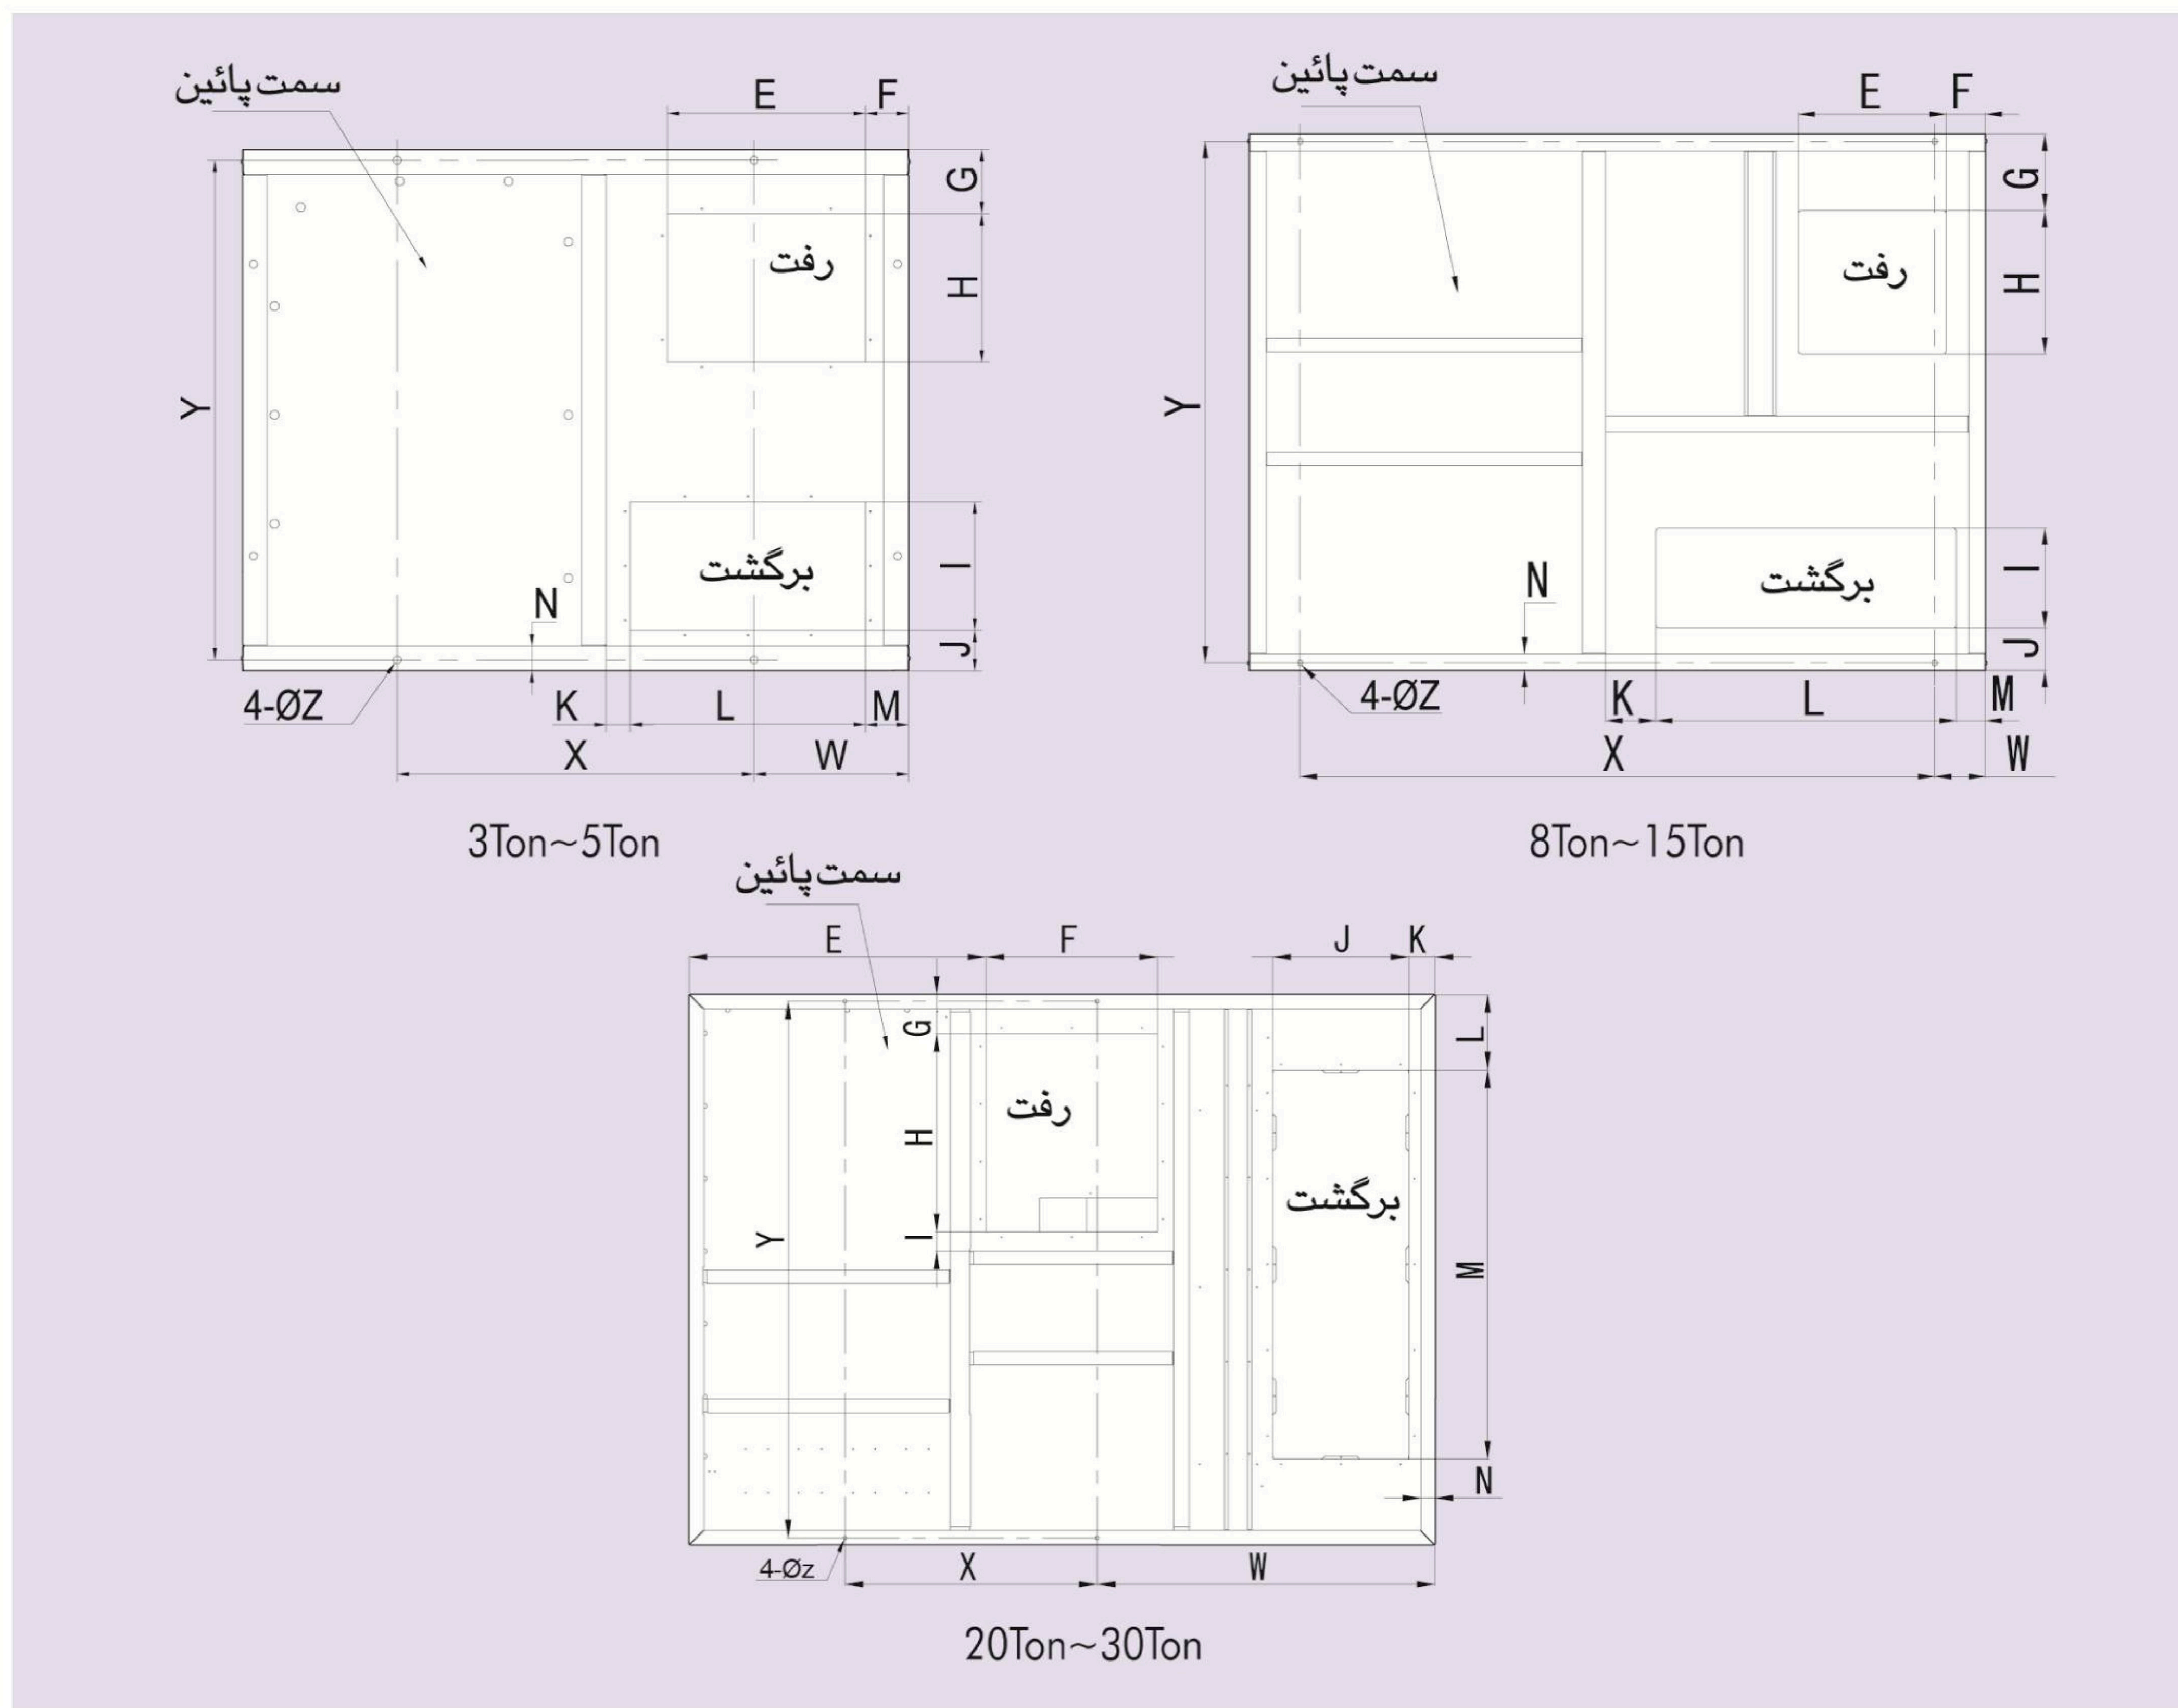 سمت پائین
E
F
G
H
رفت
Y
I
برگشت
N
J
4-ØZ
K
L
M
X
W
3Ton~5Ton
سمت پائین
E
F
G
H
رفت
Y
N
I
برگشت
J
4-ØZ
K
L
M
X
W
8Ton~15Ton
سمت پائین
E
F
J
K
G
L
رفت
H
برگشت
Y
I
M
N
4-Øz
X
W
20Ton~30Ton